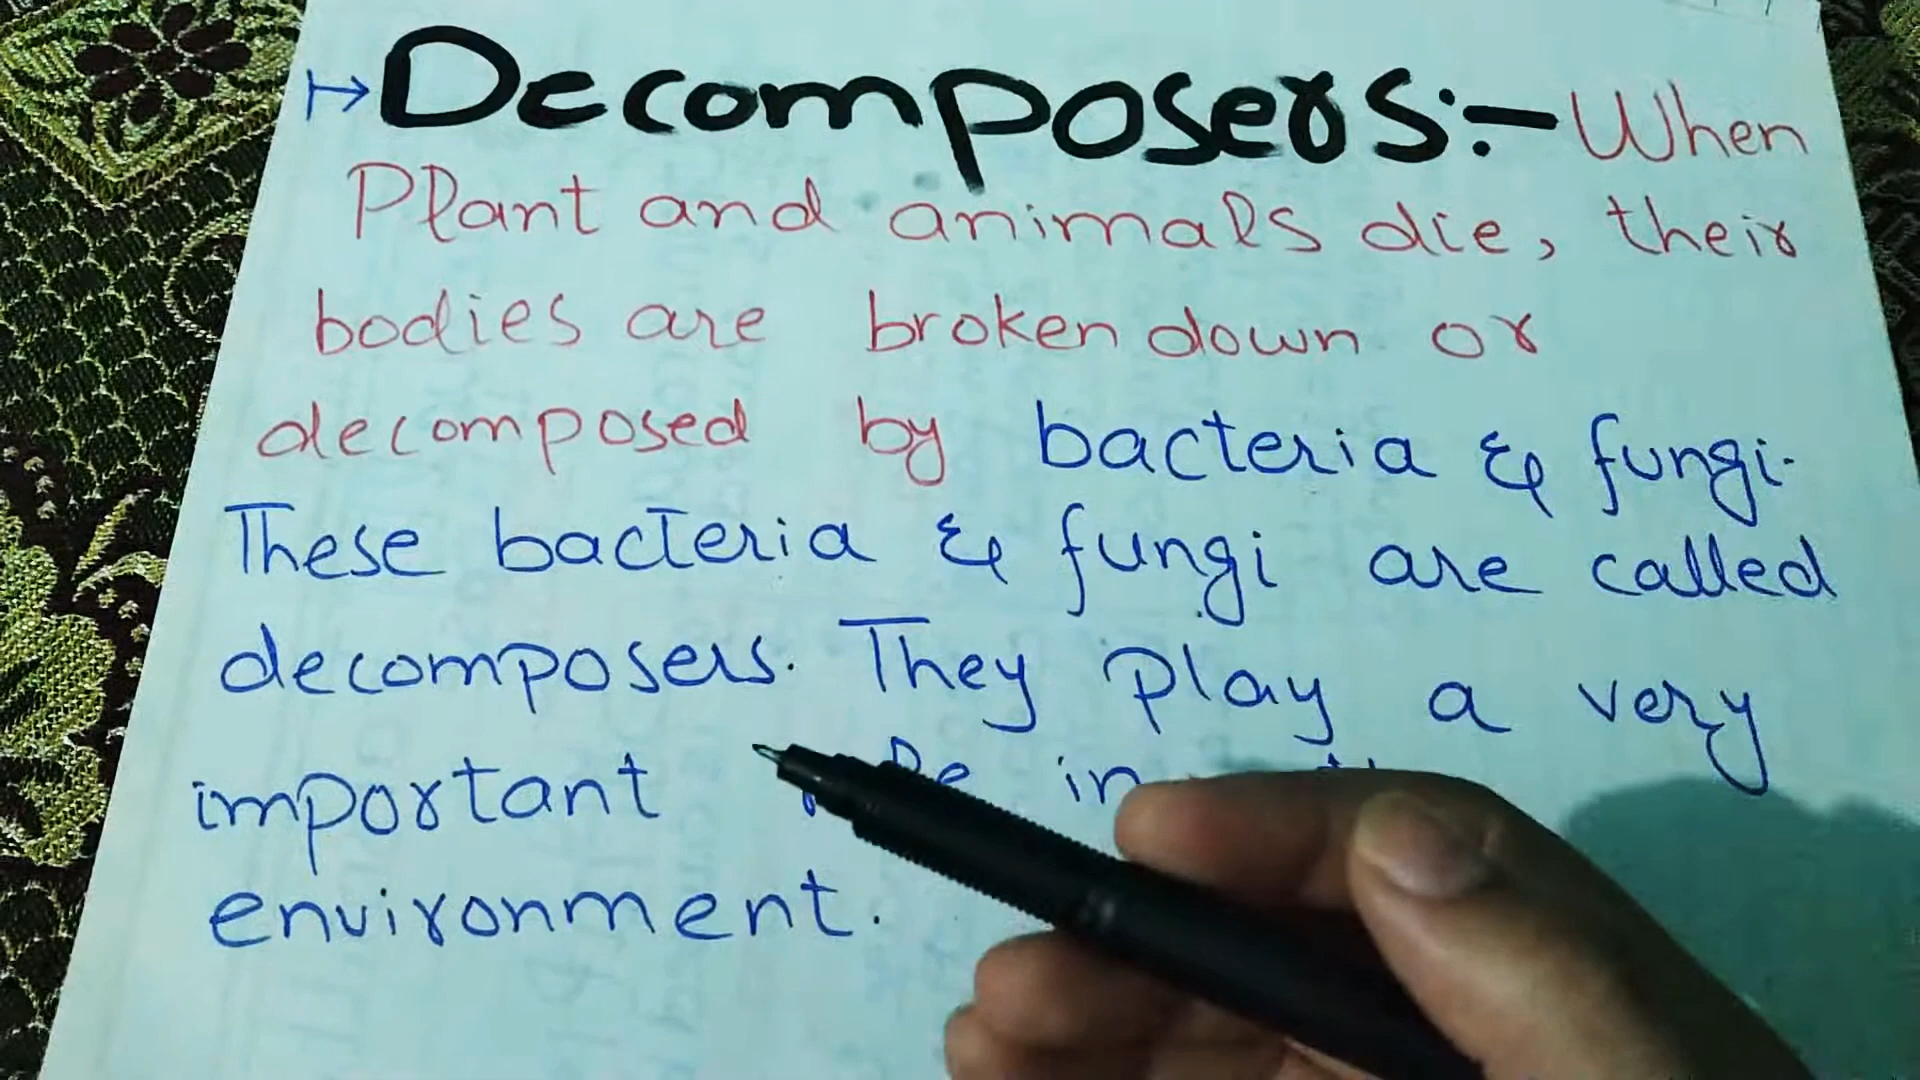 ↦ Decomposers:- When
Plant and animals die, their
bodies are broken down or
decomposed by bacteria & fungi.
These bacteria & fungi are called
decomposers. They play a very
important in
environment.